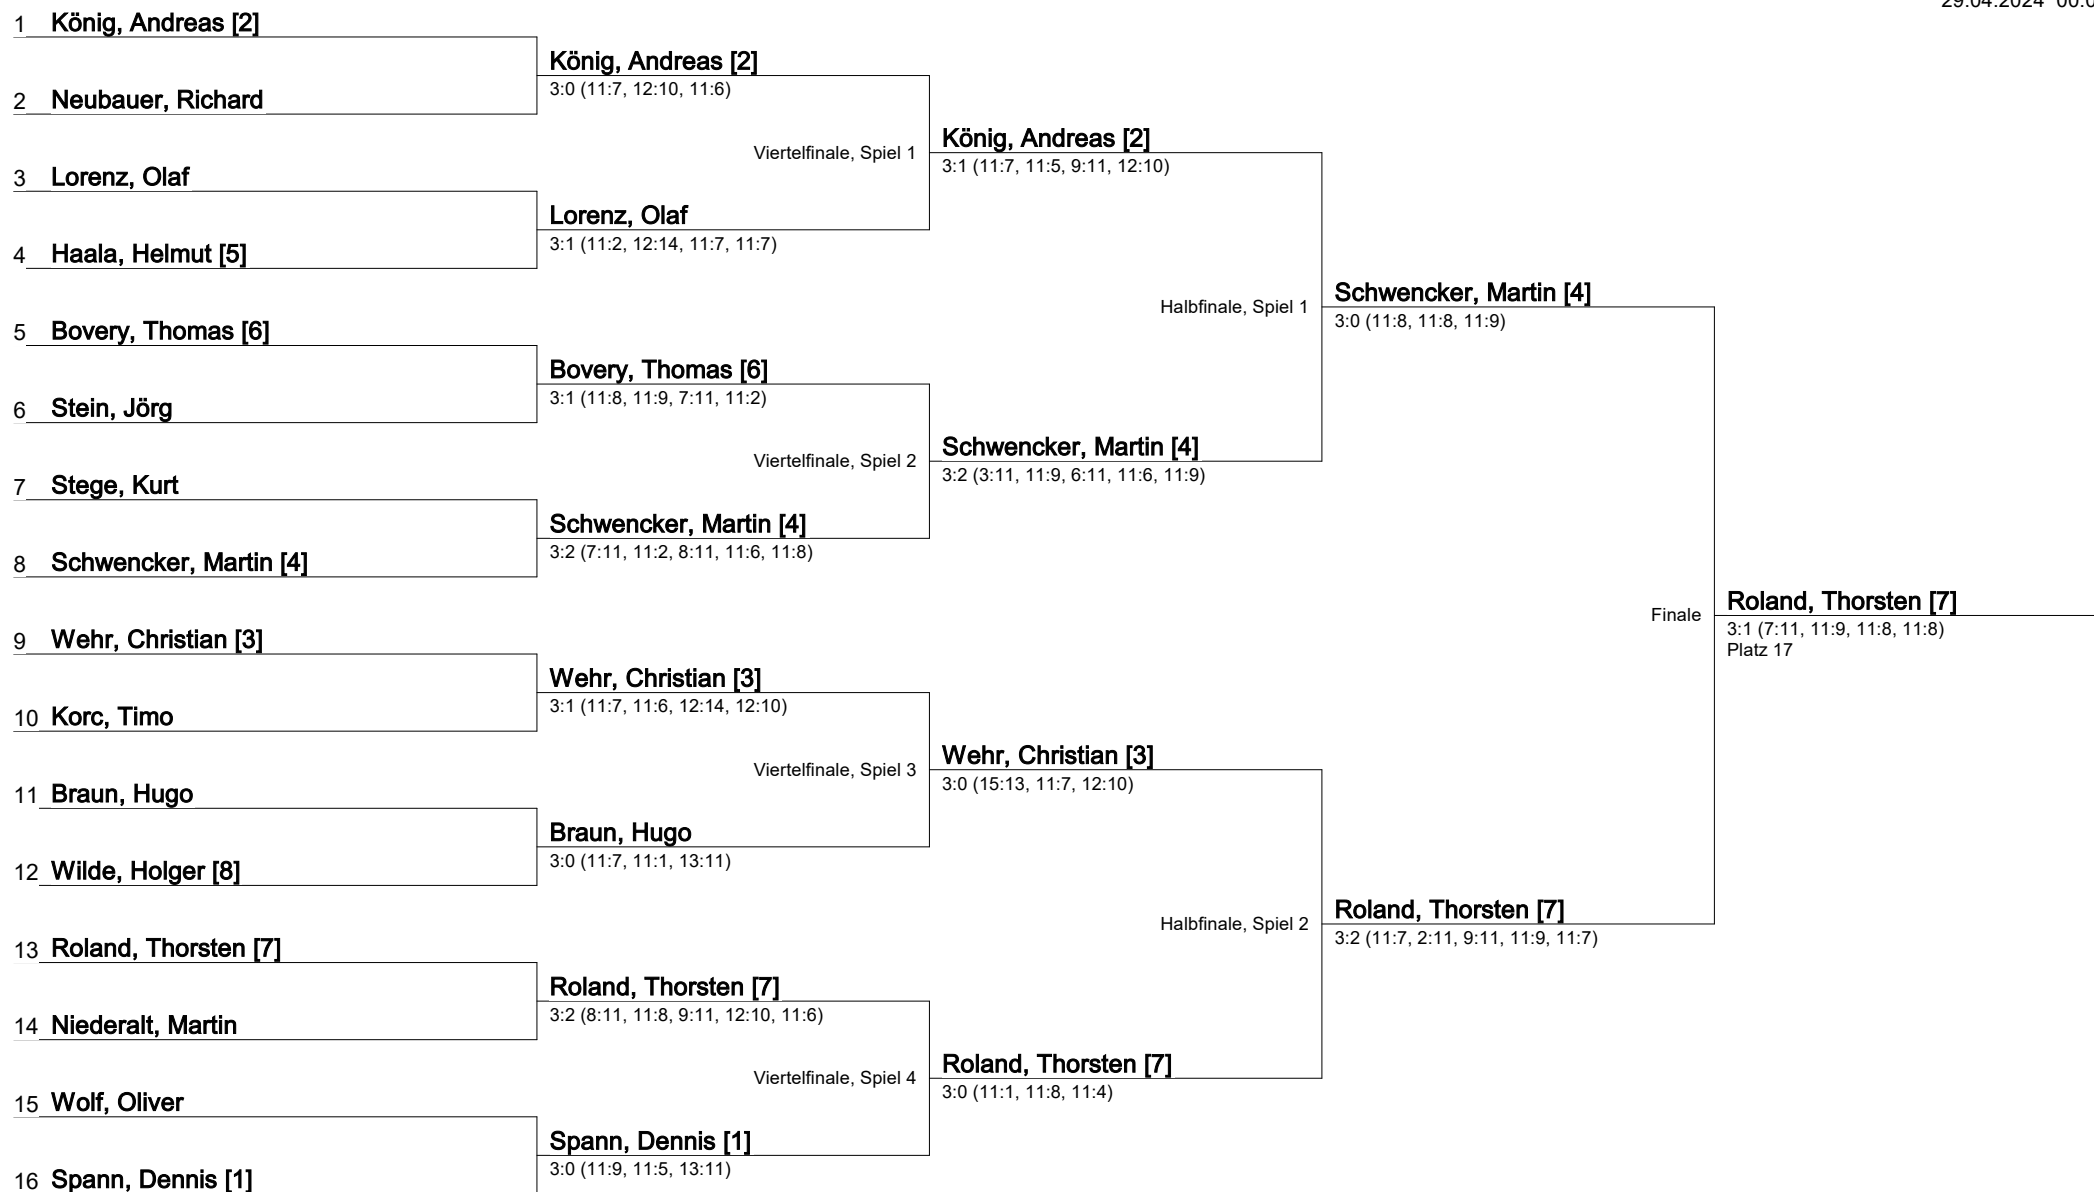 29.04.2024 00:0
1 König, Andreas [2]
2 Neubauer, Richard
3 Lorenz, Olaf
4 Haala, Helmut [5]
5 Bovery, Thomas [6]
6 Stein, Jörg
7 Stege, Kurt
8 Schwencker, Martin [4]
9 Wehr, Christian [3]
10 Korc, Timo
11 Braun, Hugo
12 Wilde, Holger [8]
13 Roland, Thorsten [7]
14 Niederalt, Martin
15 Wolf, Oliver
16 Spann, Dennis [1]
König, Andreas [2]
3:0 (11:7, 12:10, 11:6)
Viertelfinale, Spiel 1
Lorenz, Olaf
3:1 (11:2, 12:14, 11:7, 11:7)
Bovery, Thomas [6]
3:1 (11:8, 11:9, 7:11, 11:2)
Viertelfinale, Spiel 2
Schwencker, Martin [4]
3:2 (7:11, 11:2, 8:11, 11:6, 11:8)
Wehr, Christian [3]
3:1 (11:7, 11:6, 12:14, 12:10)
Viertelfinale, Spiel 3
Braun, Hugo
3:0 (11:7, 11:1, 13:11)
Roland, Thorsten [7]
3:2 (8:11, 11:8, 9:11, 12:10, 11:6)
Viertelfinale, Spiel 4
Spann, Dennis [1]
3:0 (11:9, 11:5, 13:11)
König, Andreas [2]
3:1 (11:7, 11:5, 9:11, 12:10)
Halbfinale, Spiel 1
Schwencker, Martin [4]
3:2 (3:11, 11:9, 6:11, 11:6, 11:9)
Wehr, Christian [3]
3:0 (15:13, 11:7, 12:10)
Halbfinale, Spiel 2
Roland, Thorsten [7]
3:0 (11:1, 11:8, 11:4)
Schwencker, Martin [4]
3:0 (11:8, 11:8, 11:9)
Finale
Roland, Thorsten [7]
3:2 (11:7, 2:11, 9:11, 11:9, 11:7)
Roland, Thorsten [7]
3:1 (7:11, 11:9, 11:8, 11:8)
Platz 17